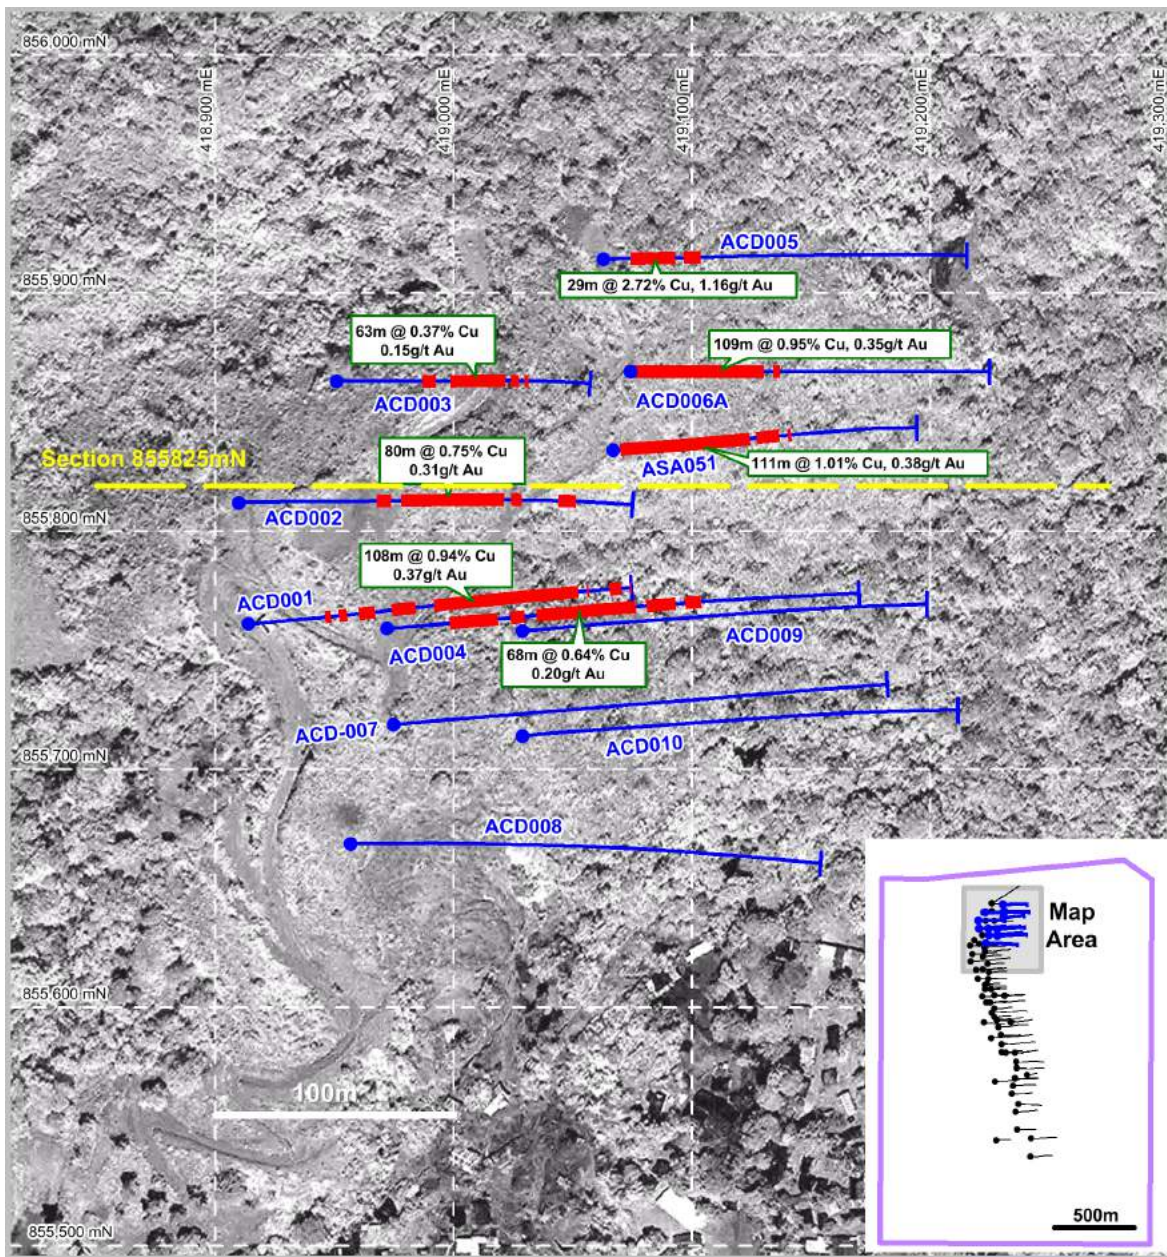 856,000 mN
418,900 mE
419,000 mE
419,100 mE
419,200 mE
419,300 mE
ACD005
855,900 mN
29m @ 2.72% Cu, 1.16g/t Au
63m @ 0.37% Cu
0.15g/t Au
109m @ 0.95% Cu, 0.35g/t Au
ACD003
ACD006A
80m @ 0.75% Cu
0.31g/t Au
Section 855825mN
ASA051
111m @ 1.01% Cu, 0.38g/t Au
ACD002
855,800 mN
108m @ 0.94% Cu
0.37g/t Au
ACD001
ACD004
ACD009
68m @ 0.64% Cu
0.20g/t Au
ACD-007
ACD010
855,700 mN
ACD008
Map
Area
855,600 mN
100m
500m
855,500 mN